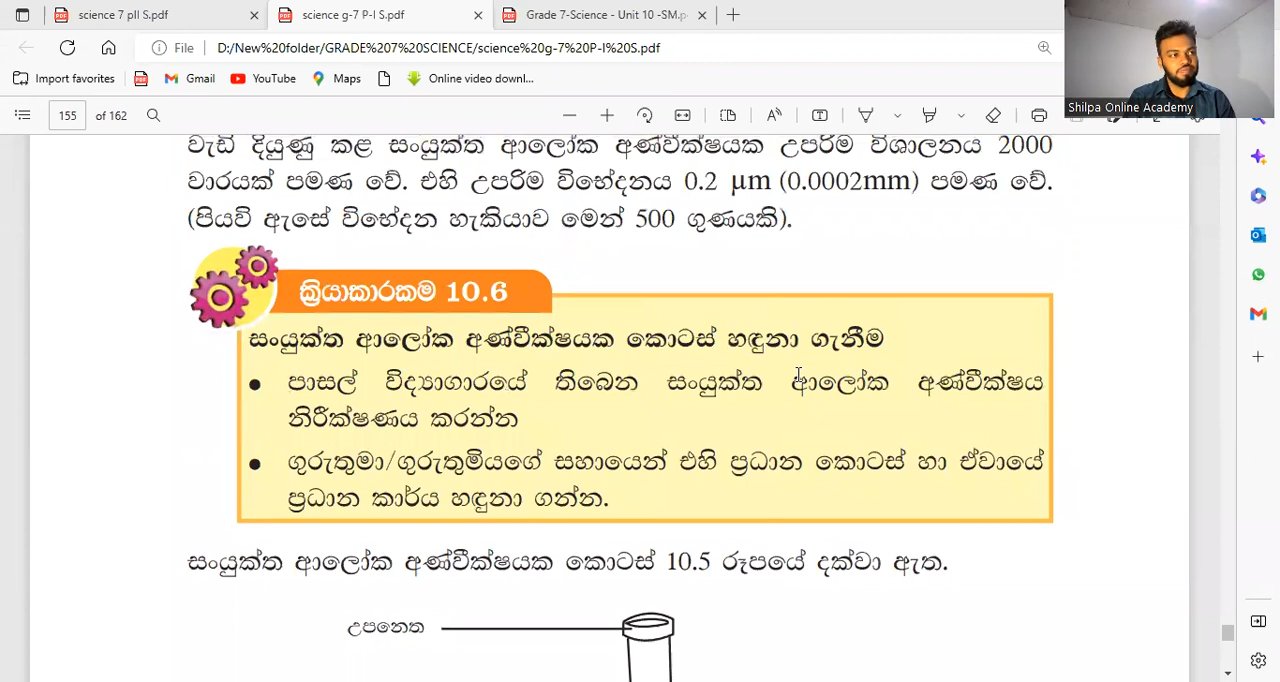 science 7 pII S.pdf
science g-7 P-I S.pdf
Grade 7-Science - Unit 10 -SM.p
File
D:/New%20folder/GRADE%207%20SCIENCE/science%20g-7%20P-I%20S.pdf
Import favorites
Gmail
YouTube
Maps
Online video downl...
Shilpa Online Academy
155 of 162
වැඩි දියුණු කළ සංයුක්ත ආලෝක අණ්වීක්ෂයක උපරිම විශාලනය 2000
වාරයක් පමණ වේ. එහි උපරිම විභේදනය 0.2 µm (0.0002mm) පමණ වේ.
(පියවි ඇසේ විභේදන හැකියාව මෙන් 500 ගුණයකි).
ක්‍රියාකාරකම 10.6
සංයුක්ත ආලෝක අණ්වීක්ෂයක කොටස් හඳුනා ගැනීම
● පාසල් විද්‍යාගාරයේ තිබෙන සංයුක්ත ආලෝක අණ්වීක්ෂය
නිරීක්ෂණය කරන්න
● ගුරුතුමා/ගුරුතුමියගේ සහායෙන් එහි ප්‍රධාන කොටස් හා ඒවායේ
ප්‍රධාන කාර්ය හඳුනා ගන්න.
සංයුක්ත ආලෝක අණ්වීක්ෂයක කොටස් 10.5 රූපයේ දක්වා ඇත.
උපනෙත